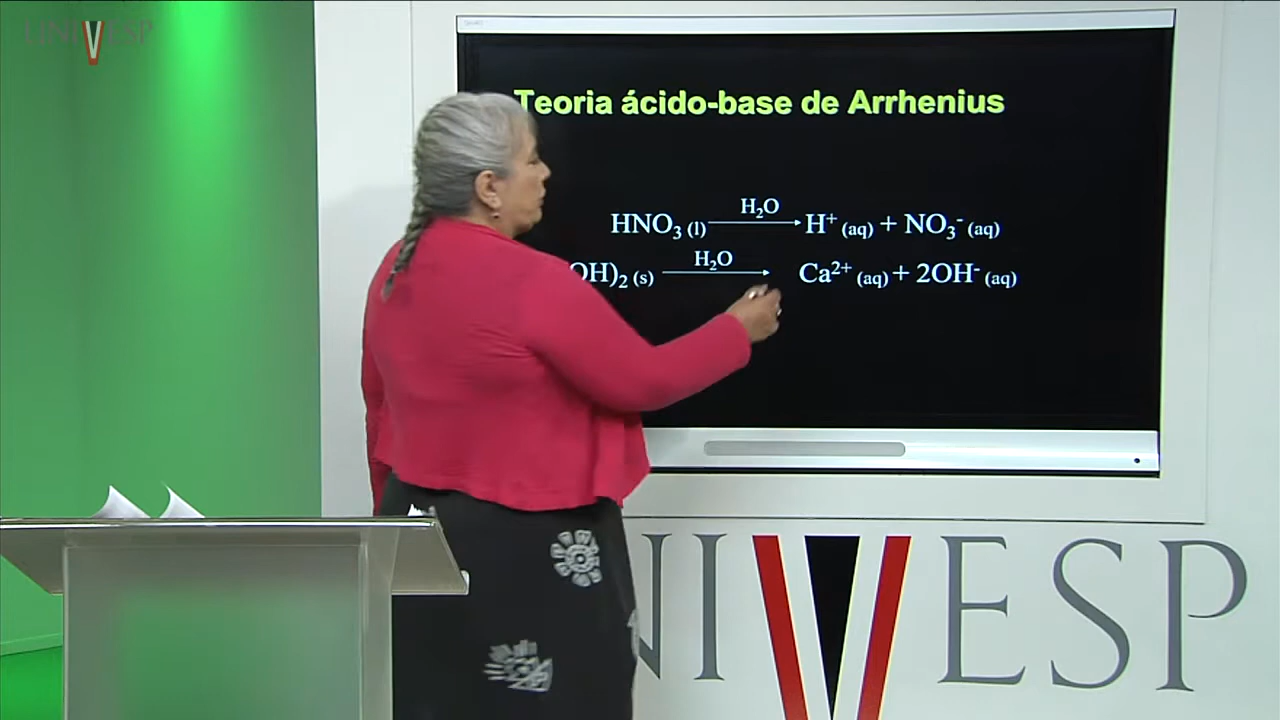 UNIVESP
Teoria ácido-base de Arrhenius
HNO₃ (l) H₂O H⁺ (aq) + NO₃⁻ (aq)
OH)₂ (s) H₂O Ca²⁺ (aq) + 2OH⁻ (aq)
NIVESP